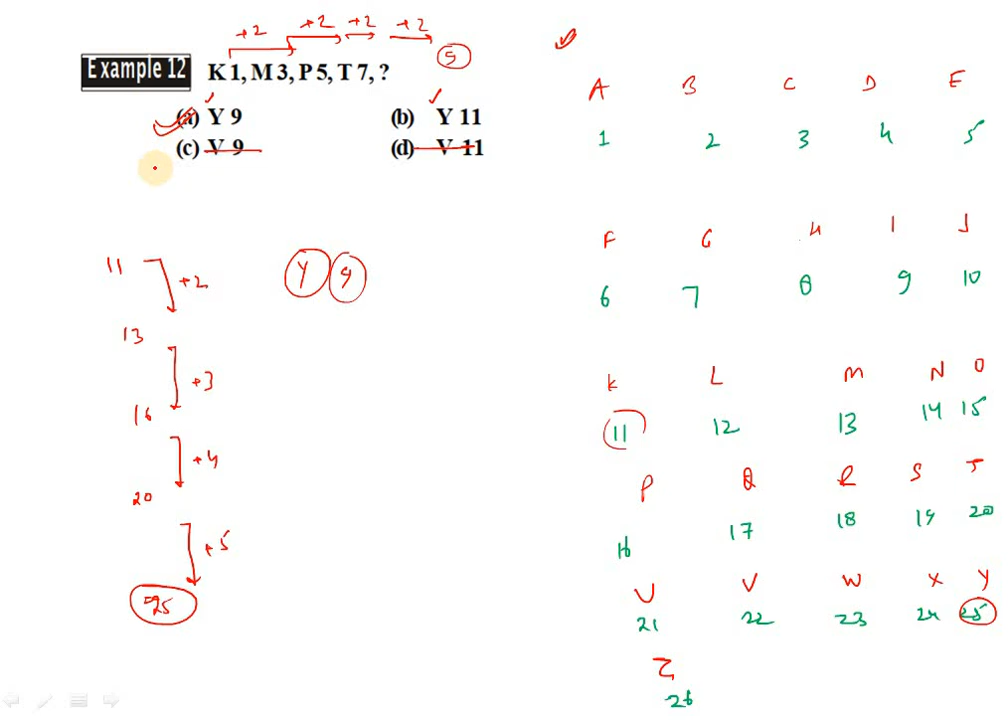 +2 +2 +2 +2
Example 12 K 1, M 3, P 5, T 7, ? 9
(a) Y 9 (b) Y 11
(c) V 9 (d) V 11
A B C D E
1 2 3 4 5
F G H I J
6 7 8 9 10
K L M N O
11 12 13 14 15
P Q R S T
16 17 18 19 20
U V W X Y
21 22 23 24 25
Z
26
11 +2
13
+3
16
+4
20
+5
25
Y 9